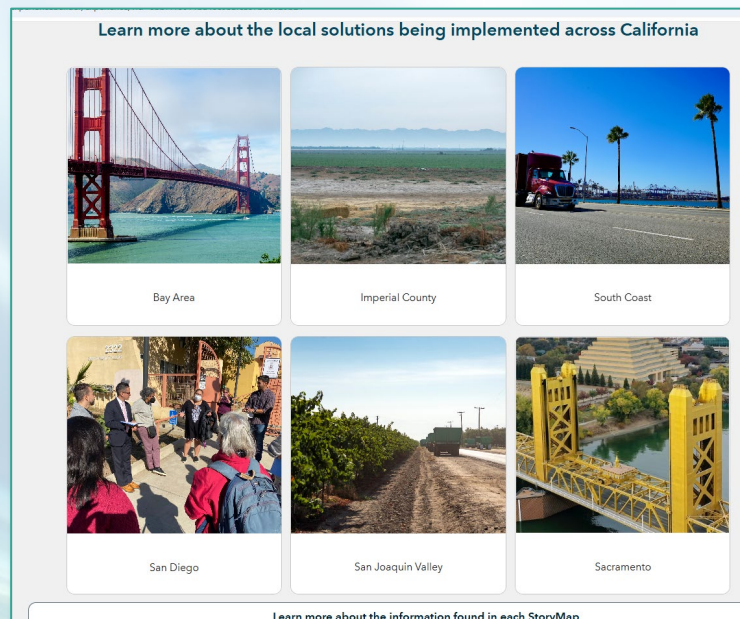 Learn more about the local solutions being implemented across California
Bay Area
Imperial County
South Coast
2322
San Diego
San Joaquin Valley
Sacramento
Learn more about the information found in each StoryMap